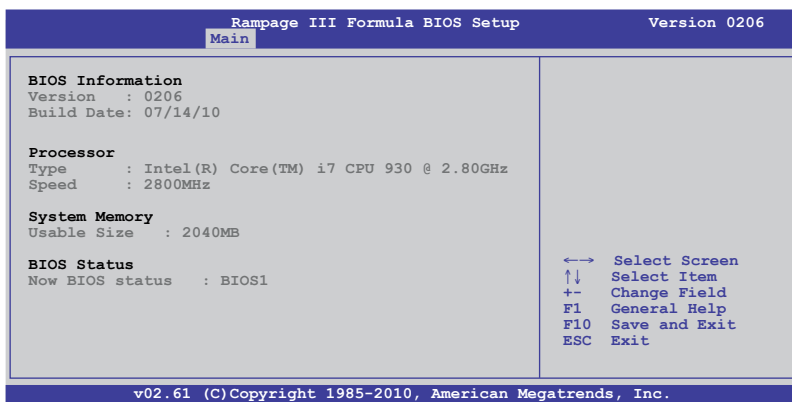 Rampage III Formula BIOS Setup Version 0206
Main
BIOS Information
Version : 0206
Build Date: 07/14/10
Processor
Type : Intel(R) Core(TM) i7 CPU 930 @ 2.80GHz
Speed : 2800MHz
System Memory
Usable Size : 2040MB
BIOS Status
Now BIOS status : BIOS1
←→ Select Screen
↑↓ Select Item
+- Change Field
F1 General Help
F10 Save and Exit
ESC Exit
v02.61 (C)Copyright 1985-2010, American Megatrends, Inc.